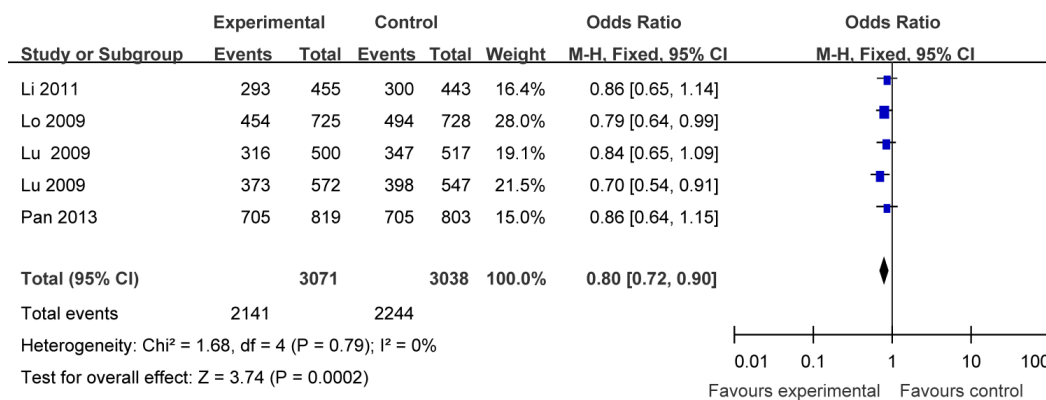 Experimental Control Odds Ratio Odds Ratio
Study or Subgroup Events Total Events Total Weight M-H, Fixed, 95% CI M-H, Fixed, 95% CI
Li 2011 293 455 300 443 16.4% 0.86 [0.65, 1.14]
Lo 2009 454 725 494 728 28.0% 0.79 [0.64, 0.99]
Lu 2009 316 500 347 517 19.1% 0.84 [0.65, 1.09]
Lu 2009 373 572 398 547 21.5% 0.70 [0.54, 0.91]
Pan 2013 705 819 705 803 15.0% 0.86 [0.64, 1.15]
Total (95% CI) 3071 3038 100.0% 0.80 [0.72, 0.90]
Total events 2141 2244
Heterogeneity: Chi² = 1.68, df = 4 (P = 0.79); I² = 0%
Test for overall effect: Z = 3.74 (P = 0.0002)
0.01 0.1 1 10 100
Favours experimental Favours control